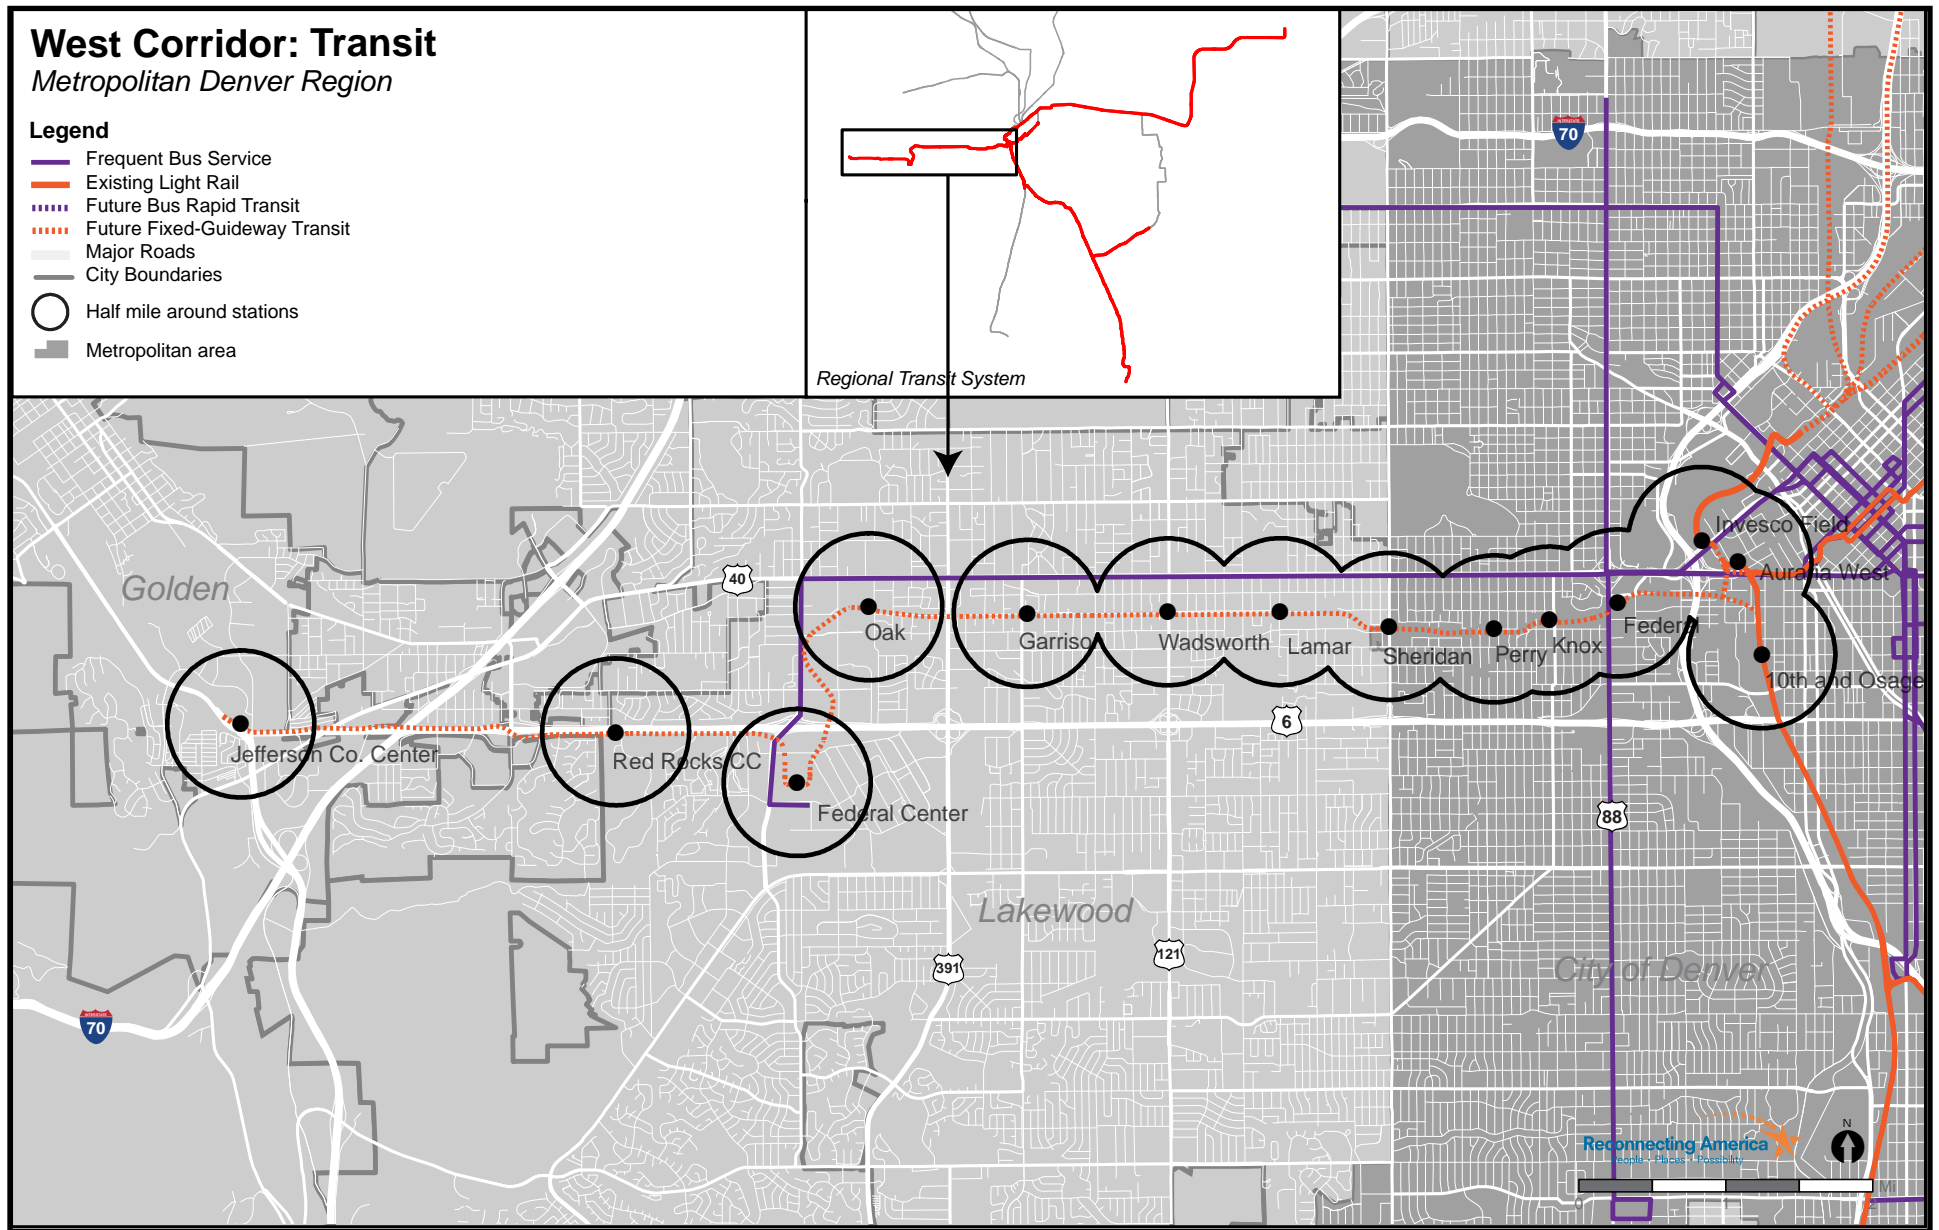 West Corridor: Transit
Metropolitan Denver Region
Legend
Frequent Bus Service
Existing Light Rail
Future Bus Rapid Transit
Future Fixed-Guideway Transit
Major Roads
City Boundaries
Half mile around stations
Metropolitan area
Regional Transit System
INTERSTATE
70
Golden
40
Invesco Field
Auraria West
Oak
Garrison
Wadsworth
Lamar
Sheridan
Perry
Knox
Federal
10th and Osage
Jefferson Co. Center
Red Rocks CC
6
Federal Center
88
Lakewood
391
121
City of Denver
INTERSTATE
70
N
Reconnecting America
People · Places · Possibility
Mi